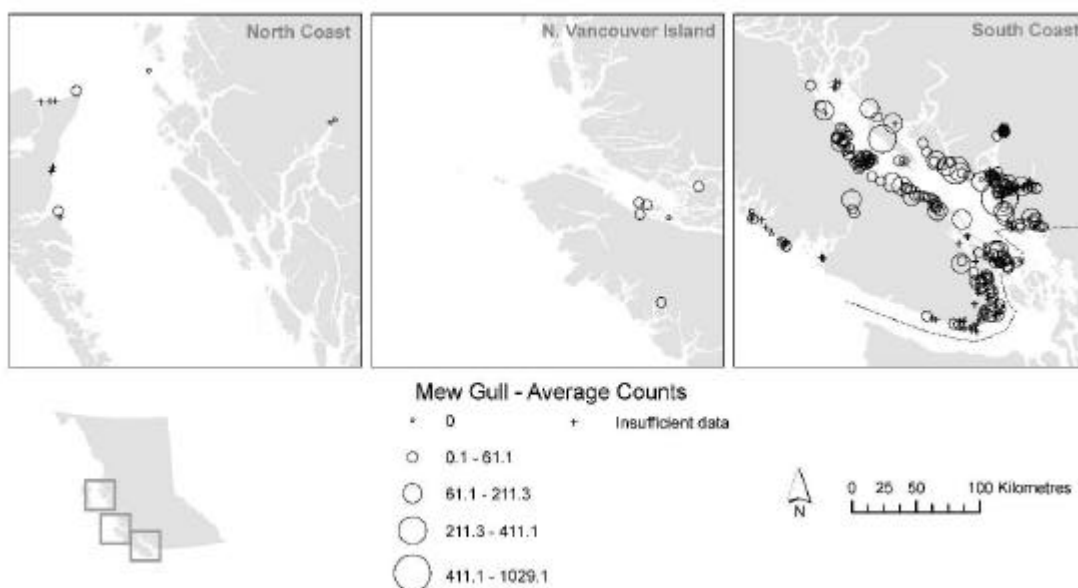 North Coast
N. Vancouver Island
South Coast
Mew Gull - Average Counts
0
Insufficient data
0.1 - 61.1
61.1 - 211.3
211.3 - 411.1
411.1 - 1029.1
N
0 25 50 100 Kilometres